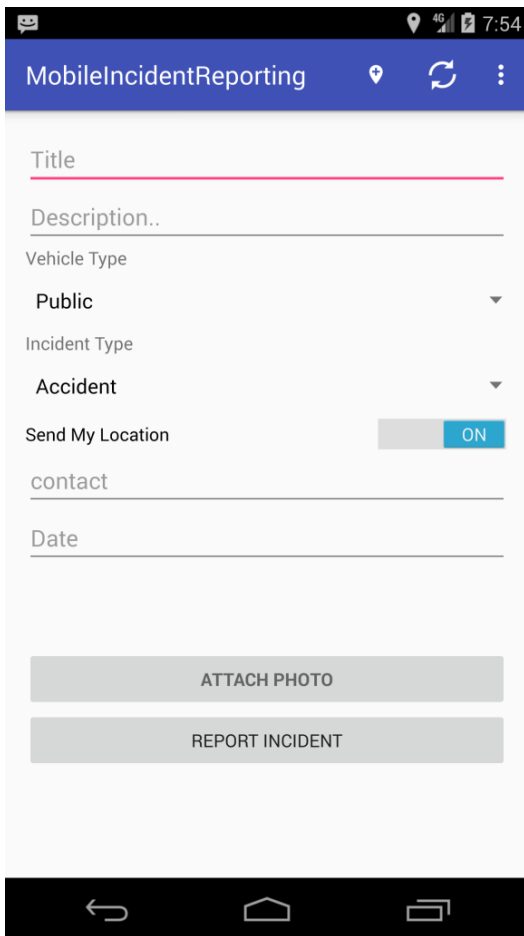 4G 7:54
MobileIncidentReporting
Title
Description..
Vehicle Type
Public
Incident Type
Accident
Send My Location ON
contact
Date
ATTACH PHOTO
REPORT INCIDENT